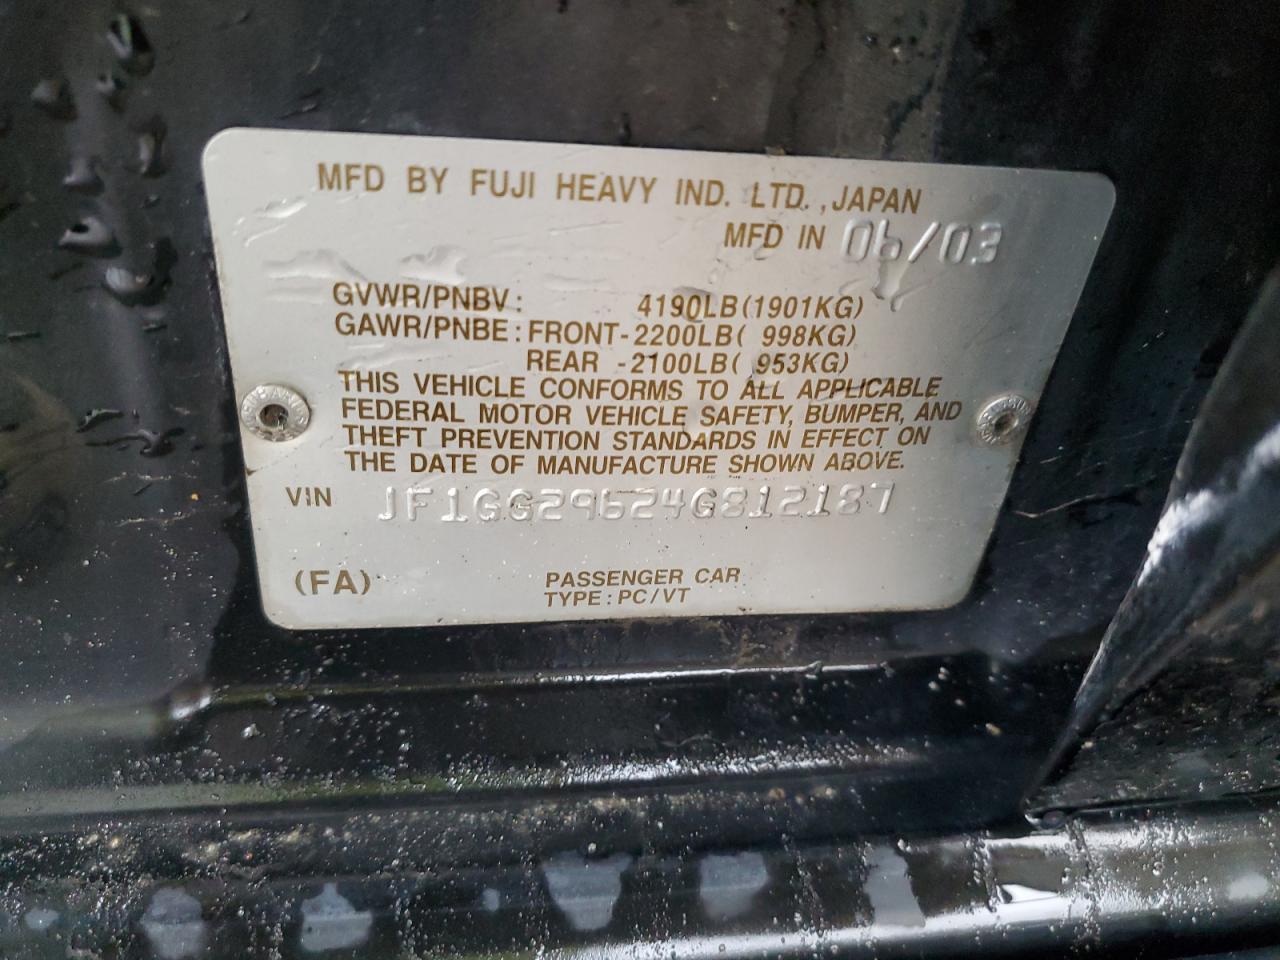 MFD BY FUJI HEAVY IND. LTD., JAPAN
MFD IN 06/03
GVWR/PNBV: 4190LB(1901KG)
GAWR/PNBE: FRONT-2200LB( 998KG)
REAR -2100LB( 953KG)
THIS VEHICLE CONFORMS TO ALL APPLICABLE
FEDERAL MOTOR VEHICLE SAFETY, BUMPER, AND
THEFT PREVENTION STANDARDS IN EFFECT ON
THE DATE OF MANUFACTURE SHOWN ABOVE.
VIN JF1GG29624G812187
(FA)
PASSENGER CAR
TYPE: PC/VT